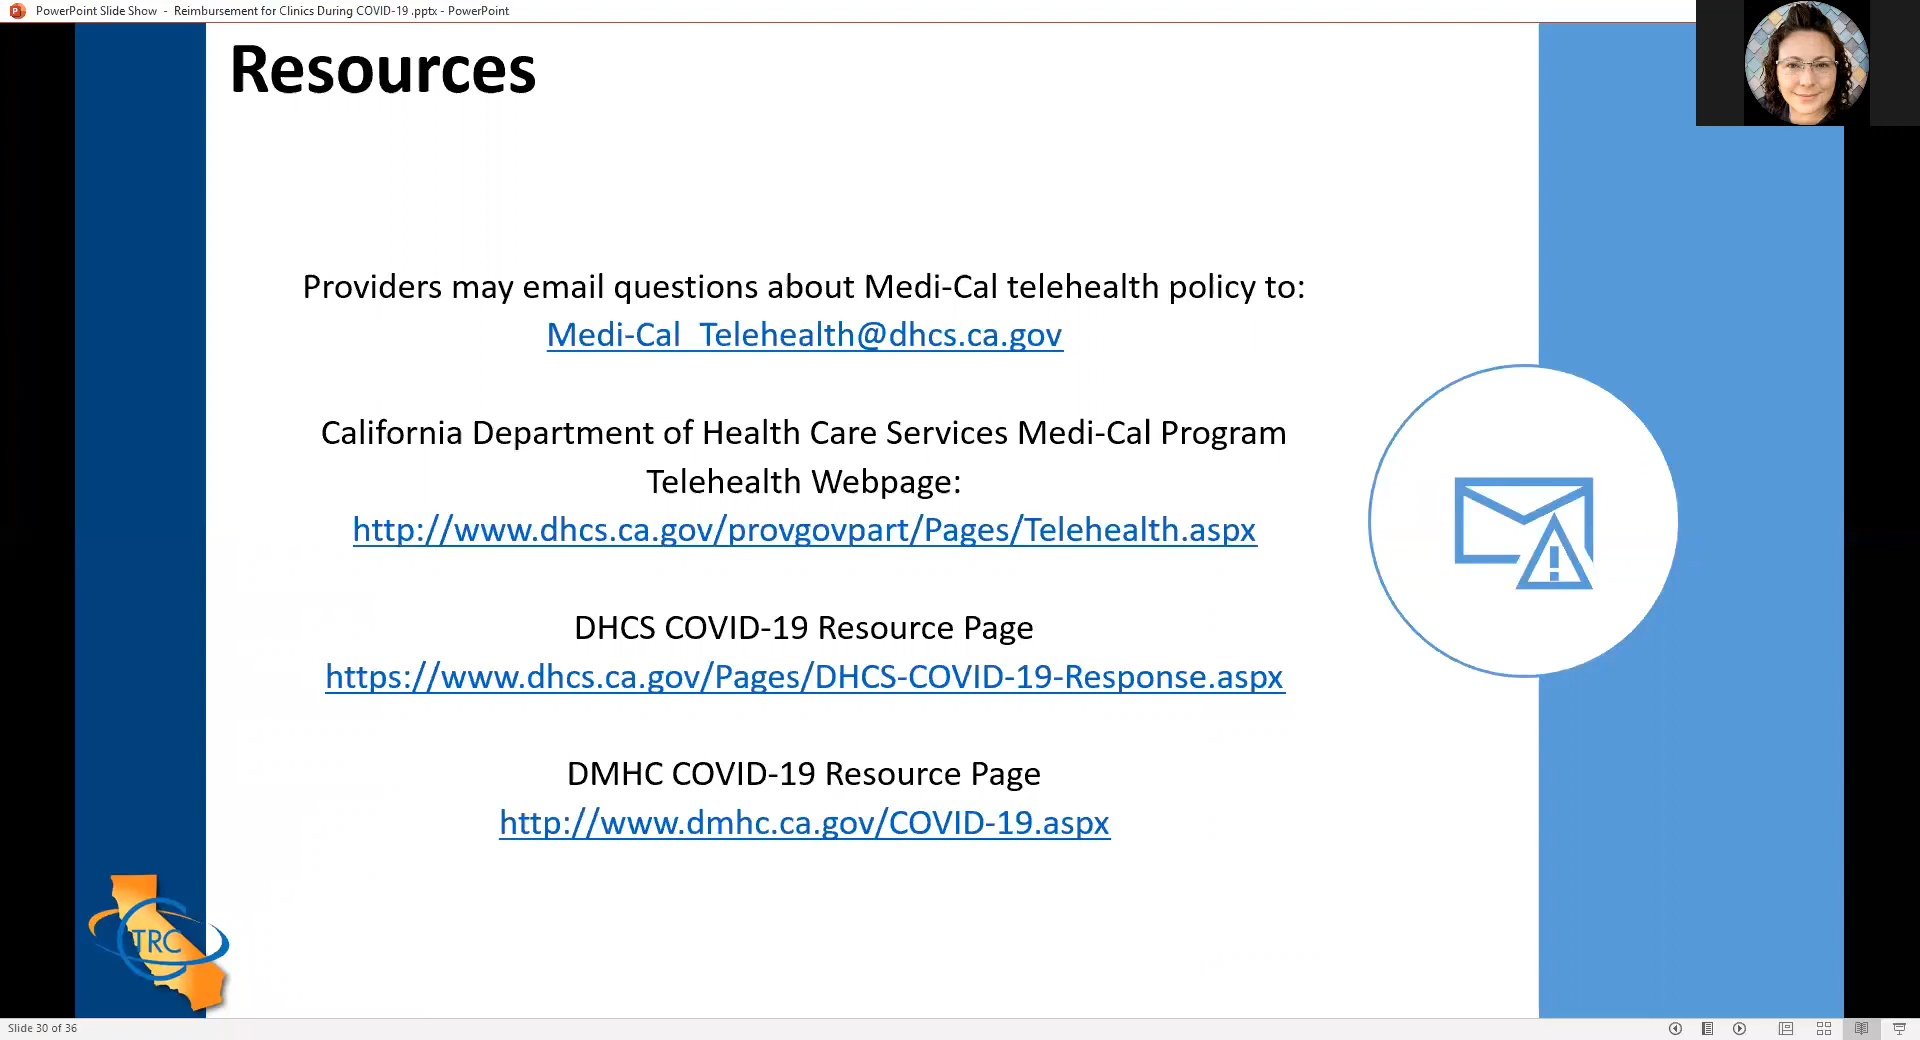 PowerPoint Slide Show - Reimbursement for Clinics During COVID-19 .pptx - PowerPoint
Resources
Providers may email questions about Medi-Cal telehealth policy to:
Medi-Cal_Telehealth@dhcs.ca.gov
California Department of Health Care Services Medi-Cal Program
Telehealth Webpage:
http://www.dhcs.ca.gov/provgovpart/Pages/Telehealth.aspx
DHCS COVID-19 Resource Page
https://www.dhcs.ca.gov/Pages/DHCS-COVID-19-Response.aspx
DMHC COVID-19 Resource Page
http://www.dmhc.ca.gov/COVID-19.aspx
TRC
Slide 30 of 36